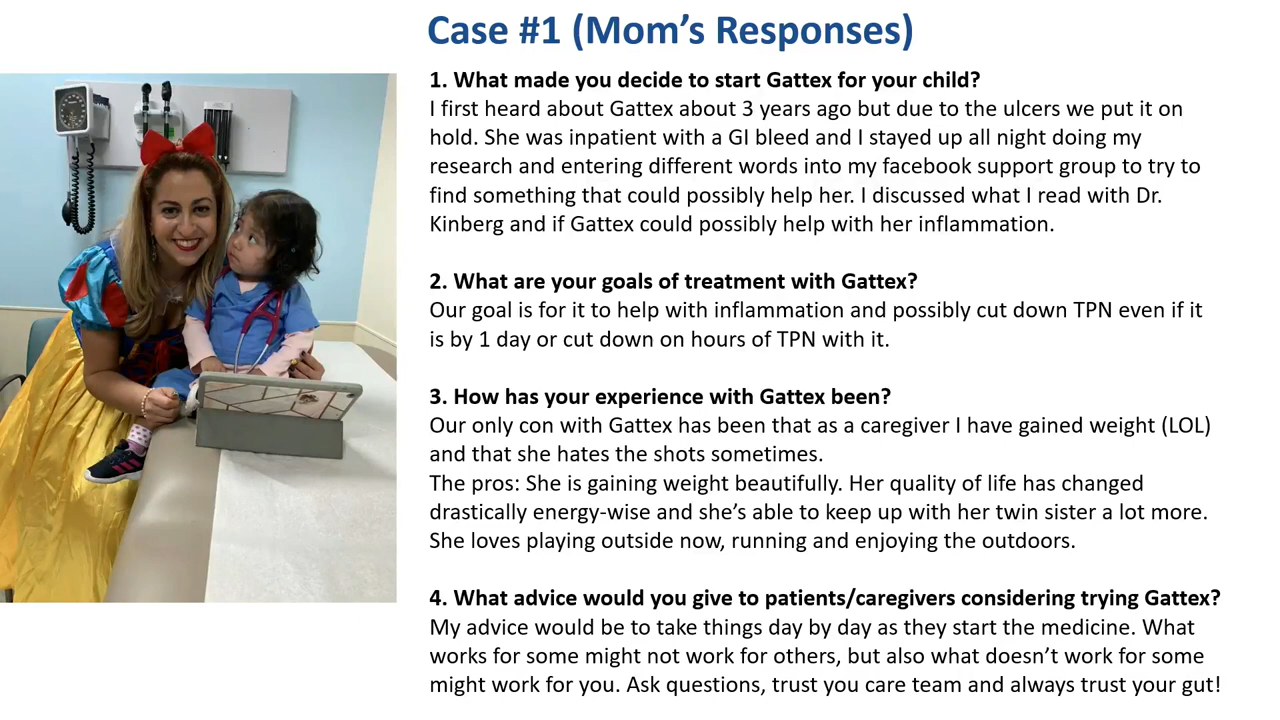 Case #1 (Mom’s Responses)
1. What made you decide to start Gattex for your child?
I first heard about Gattex about 3 years ago but due to the ulcers we put it on
hold. She was inpatient with a GI bleed and I stayed up all night doing my
research and entering different words into my facebook support group to try to
find something that could possibly help her. I discussed what I read with Dr.
Kinberg and if Gattex could possibly help with her inflammation.
2. What are your goals of treatment with Gattex?
Our goal is for it to help with inflammation and possibly cut down TPN even if it
is by 1 day or cut down on hours of TPN with it.
3. How has your experience with Gattex been?
Our only con with Gattex has been that as a caregiver I have gained weight (LOL)
and that she hates the shots sometimes.
The pros: She is gaining weight beautifully. Her quality of life has changed
drastically energy-wise and she’s able to keep up with her twin sister a lot more.
She loves playing outside now, running and enjoying the outdoors.
4. What advice would you give to patients/caregivers considering trying Gattex?
My advice would be to take things day by day as they start the medicine. What
works for some might not work for others, but also what doesn’t work for some
might work for you. Ask questions, trust you care team and always trust your gut!